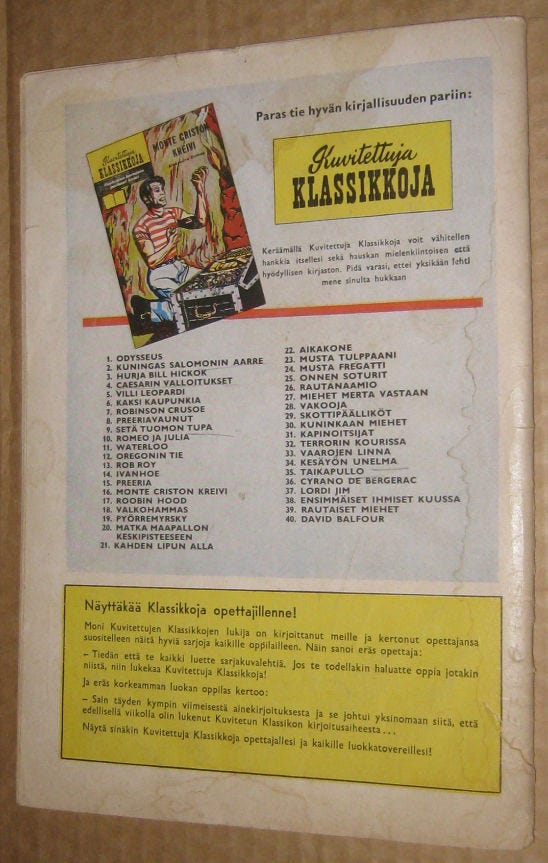 Paras tie hyvän kirjallisuuden pariin:
Kuvitettuja
KLASSIKKOJA
MONTE CRISTON
KREIVI
Kuvitettuja
KLASSIKKOJA
Keräämällä Kuvitettuja Klassikkoja voit vähitellen
hankkia itsellesi sekä hauskan mielenkiintoisen että
hyödyllisen kirjaston. Pidä varasi, ettei yksikään lehti
mene sinulta hukkaan
1. ODYSSEUS
2. KUNINGAS SALOMONIN AARRE
3. HURJA BILL HICKOK
4. CAESARIN VALLOITUKSET
5. VILLI LEOPARDI
6. KAKSI KAUPUNKIA
7. ROBINSON CRUSOE
8. PREERIAVAUNUT
9. SETÄ TUOMON TUPA
10. ROMEO JA JULIA
11. WATERLOO
12. OREGONIN TIE
13. ROB ROY
14. IVANHOE
15. PREERIA
16. MONTE CRISTON KREIVI
17. ROOBIN HOOD
18. VALKOHAMMAS
19. PYÖRREMYRSKY
20. MATKA MAAPALLON
KESKIPISTEESEEN
21. KAHDEN LIPUN ALLA
22. AIKAKONE
23. MUSTA TULPPAANI
24. MUSTA FREGATTI
25. ONNEN SOTURIT
26. RAUTANAAMIO
27. MIEHET MERTA VASTAAN
28. VAKOOJA
29. SKOTTIPÄÄLLIKÖT
30. KUNINKAAN MIEHET
31. KAPINOITSIJAT
32. TERRORIN KOURISSA
33. VAAROJEN LINNA
34. KESÄYÖN UNELMA
35. TAIKAPULLO
36. CYRANO DE BERGERAC
37. LORDI JIM
38. ENSIMMÄISET IHMISET KUUSSA
39. RAUTAISET MIEHET
40. DAVID BALFOUR
Näyttäkää Klassikkoja opettajillenne!
Moni Kuvitettujen Klassikkojen lukija on kirjoittanut meille ja kertonut opettajansa
suositelleen näitä hyviä sarjoja kaikille oppilailleen. Näin sanoi eräs opettaja:
– Tiedän että te kaikki luette sarjakuvalehtiä. Jos te todellakin haluatte oppia jotakin
niistä, niin lukekaa Kuvitettuja Klassikkoja!
Ja eräs korkeamman luokan oppilas kertoo:
– Sain täyden kympin viimeisestä ainekirjoituksesta ja se johtui yksinomaan siitä, että
edellisellä viikolla olin lukenut Kuvitetun Klassikon kirjoitusaiheesta ...
Näytä sinäkin Kuvitettuja Klassikkoja opettajallesi ja kaikille luokkatovereillesi!